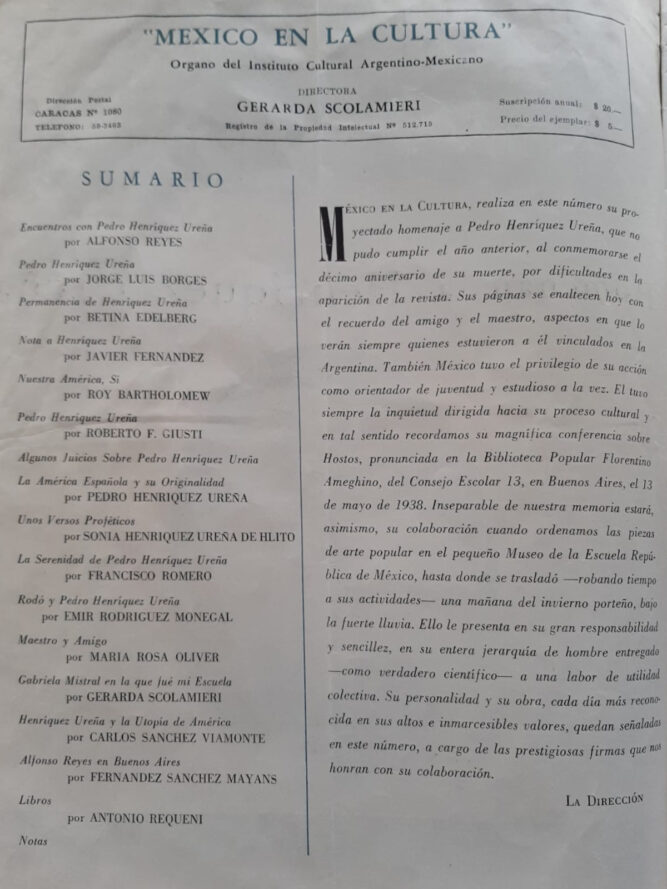 "MEXICO EN LA CULTURA"
Organo del Instituto Cultural Argentino-Mexicano
Dirección Postal
CARACAS Nº 1060
TELEFONO: 59-3403
DIRECTORA
GERARDA SCOLAMIERI
Registro de la Propiedad Intelectual Nº 512.715
Suscripción anual: $ 20.—
Precio del ejemplar: $ 5.—
SUMARIO
Encuentros con Pedro Henriquez Ureña
por ALFONSO REYES
Pedro Henriquez Ureña
por JORGE LUIS BORGES
Permanencia de Henriquez Ureña
por BETINA EDELBERG
Nota a Henriquez Ureña
por JAVIER FERNANDEZ
Nuestra América, Si
por ROY BARTHOLOMEW
Pedro Henriquez Ureña
por ROBERTO F. GIUSTI
Algunos Juicios Sobre Pedro Henriquez Ureña
La América Española y su Originalidad
por PEDRO HENRIQUEZ UREÑA
Unos Versos Proféticos
por SONIA HENRIQUEZ UREÑA DE HLITO
La Serenidad de Pedro Henriquez Ureña
por FRANCISCO ROMERO
Rodó y Pedro Henriquez Ureña
por EMIR RODRIGUEZ MONEGAL
Maestro y Amigo
por MARIA ROSA OLIVER
Gabriela Mistral en la que fué mi Escuela
por GERARDA SCOLAMIERI
Henriquez Ureña y la Utopia de América
por CARLOS SANCHEZ VIAMONTE
Alfonso Reyes en Buenos Aires
por FERNANDEZ SANCHEZ MAYANS
Libros
por ANTONIO REQUENI
Notas
MÉXICO EN LA CULTURA, realiza en este número su pro-
yectado homenaje a Pedro Henríquez Ureña, que no
pudo cumplir el año anterior, al conmemorarse el
décimo aniversario de su muerte, por dificultades en la
aparición de la revista. Sus páginas se enaltecen hoy con
el recuerdo del amigo y el maestro, aspectos en que lo
verán siempre quienes estuvieron a él vinculados en la
Argentina. También México tuvo el privilegio de su acción
como orientador de juventud y estudioso a la vez. El tuvo
siempre la inquietud dirigida hacia su proceso cultural y
en tal sentido recordamos su magnífica conferencia sobre
Hostos, pronunciada en la Biblioteca Popular Florentino
Ameghino, del Consejo Escolar 13, en Buenos Aires, el 13
de mayo de 1938. Inseparable de nuestra memoria estará,
asimismo, su colaboración cuando ordenamos las piezas
de arte popular en el pequeño Museo de la Escuela Repú-
blica de México, hasta donde se trasladó —robando tiempo
a sus actividades— una mañana del invierno porteño, bajo
la fuerte lluvia. Ello le presenta en su gran responsabilidad
y sencillez, en su entera jerarquía de hombre entregado
—como verdadero científico— a una labor de utilidad
colectiva. Su personalidad y su obra, cada día más recono-
cida en sus altos e inmarcesibles valores, quedan señaladas
en este número, a cargo de las prestigiosas firmas que nos
honran con su colaboración.
LA DIRECCIÓN